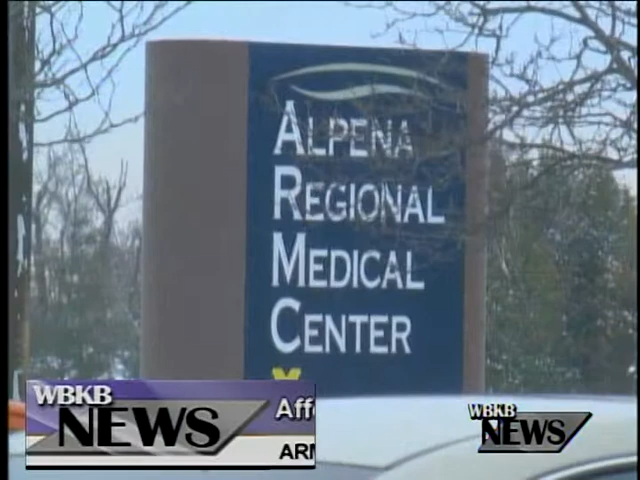 ALPENA
REGIONAL
MEDICAL
CENTER
WBKB
NEWS
WBKB
NEWS